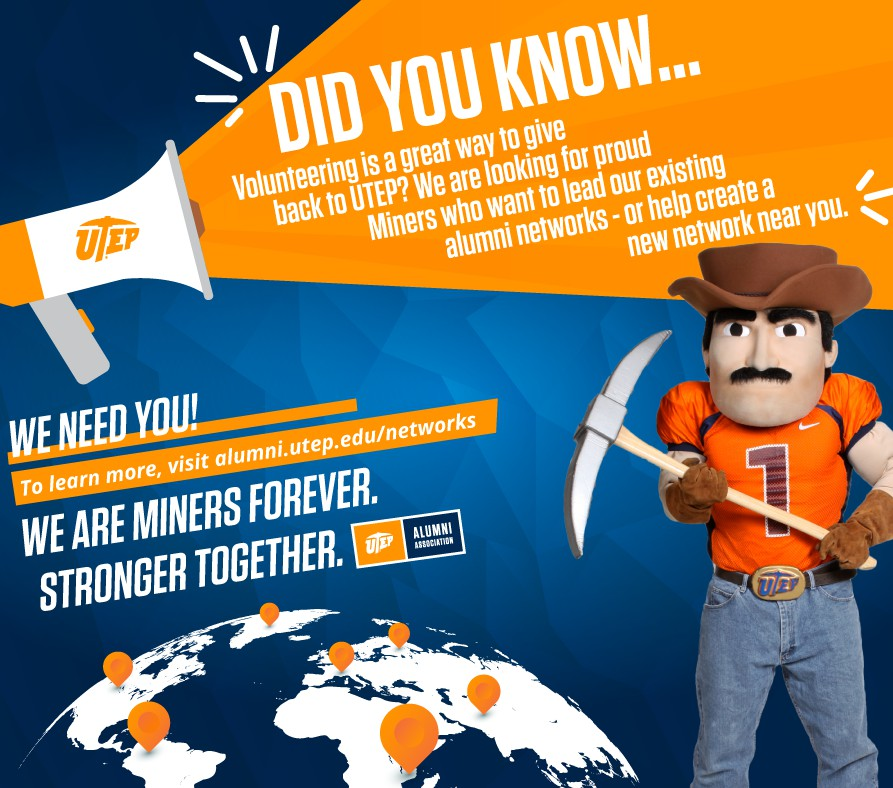 DID YOU KNOW...
Volunteering is a great way to give
back to UTEP? We are looking for proud
Miners who want to lead our existing
alumni networks - or help create a
new network near you.
UTEP
WE NEED YOU!
To learn more, visit alumni.utep.edu/networks
WE ARE MINERS FOREVER.
STRONGER TOGETHER.
UTEP
ALUMNI
ASSOCIATION
1
UTEP